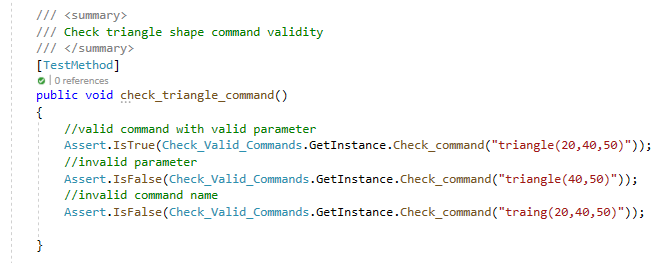 /// <summary>
/// Check triangle shape command validity
/// </summary>
[TestMethod]
| 0 references
public void check_triangle_command()
{
//valid command with valid parameter
Assert.IsTrue(Check_Valid_Commands.GetInstance.Check_command("triangle(20,40,50)"));
//invalid parameter
Assert.IsFalse(Check_Valid_Commands.GetInstance.Check_command("triangle(40,50)"));
//invalid command name
Assert.IsFalse(Check_Valid_Commands.GetInstance.Check_command("traing(20,40,50)"));
}